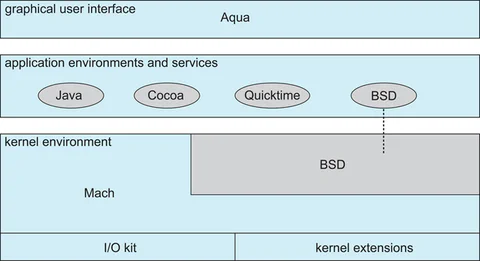 graphical user interface
Aqua
application environments and services
Java
Cocoa
Quicktime
BSD
kernel environment
BSD
Mach
I/O kit
kernel extensions